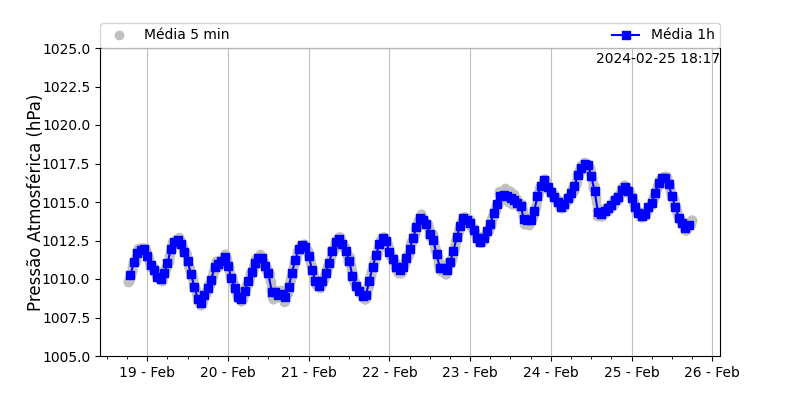 Média 5 min
Média 1h
2024-02-25 18:17
Pressão Atmosférica (hPa)
1025.0
1022.5
1020.0
1017.5
1015.0
1012.5
1010.0
1007.5
1005.0
19 - Feb
20 - Feb
21 - Feb
22 - Feb
23 - Feb
24 - Feb
25 - Feb
26 - Feb